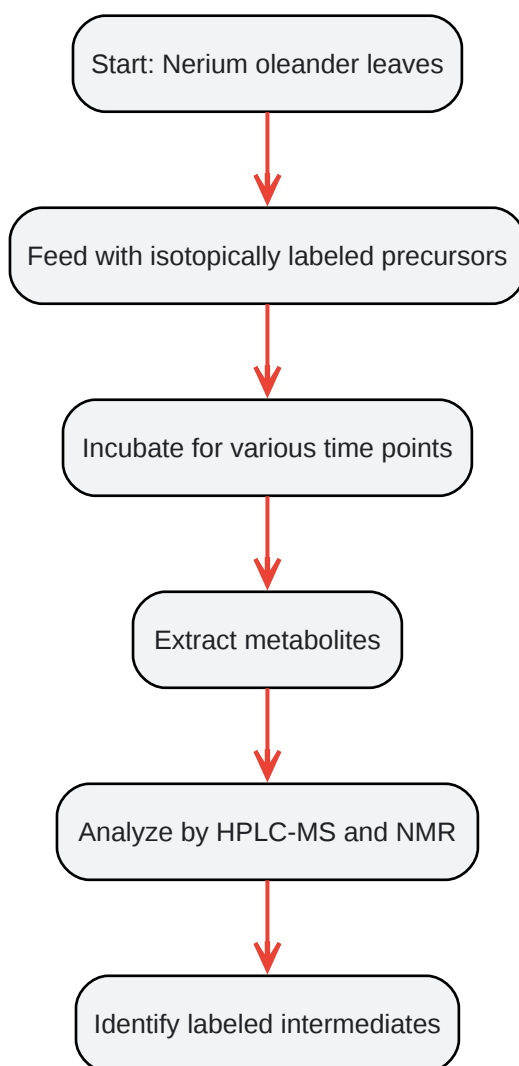 Start: Nerium oleander leaves
Feed with isotopically labeled precursors
Incubate for various time points
Extract metabolites
Analyze by HPLC-MS and NMR
Identify labeled intermediates